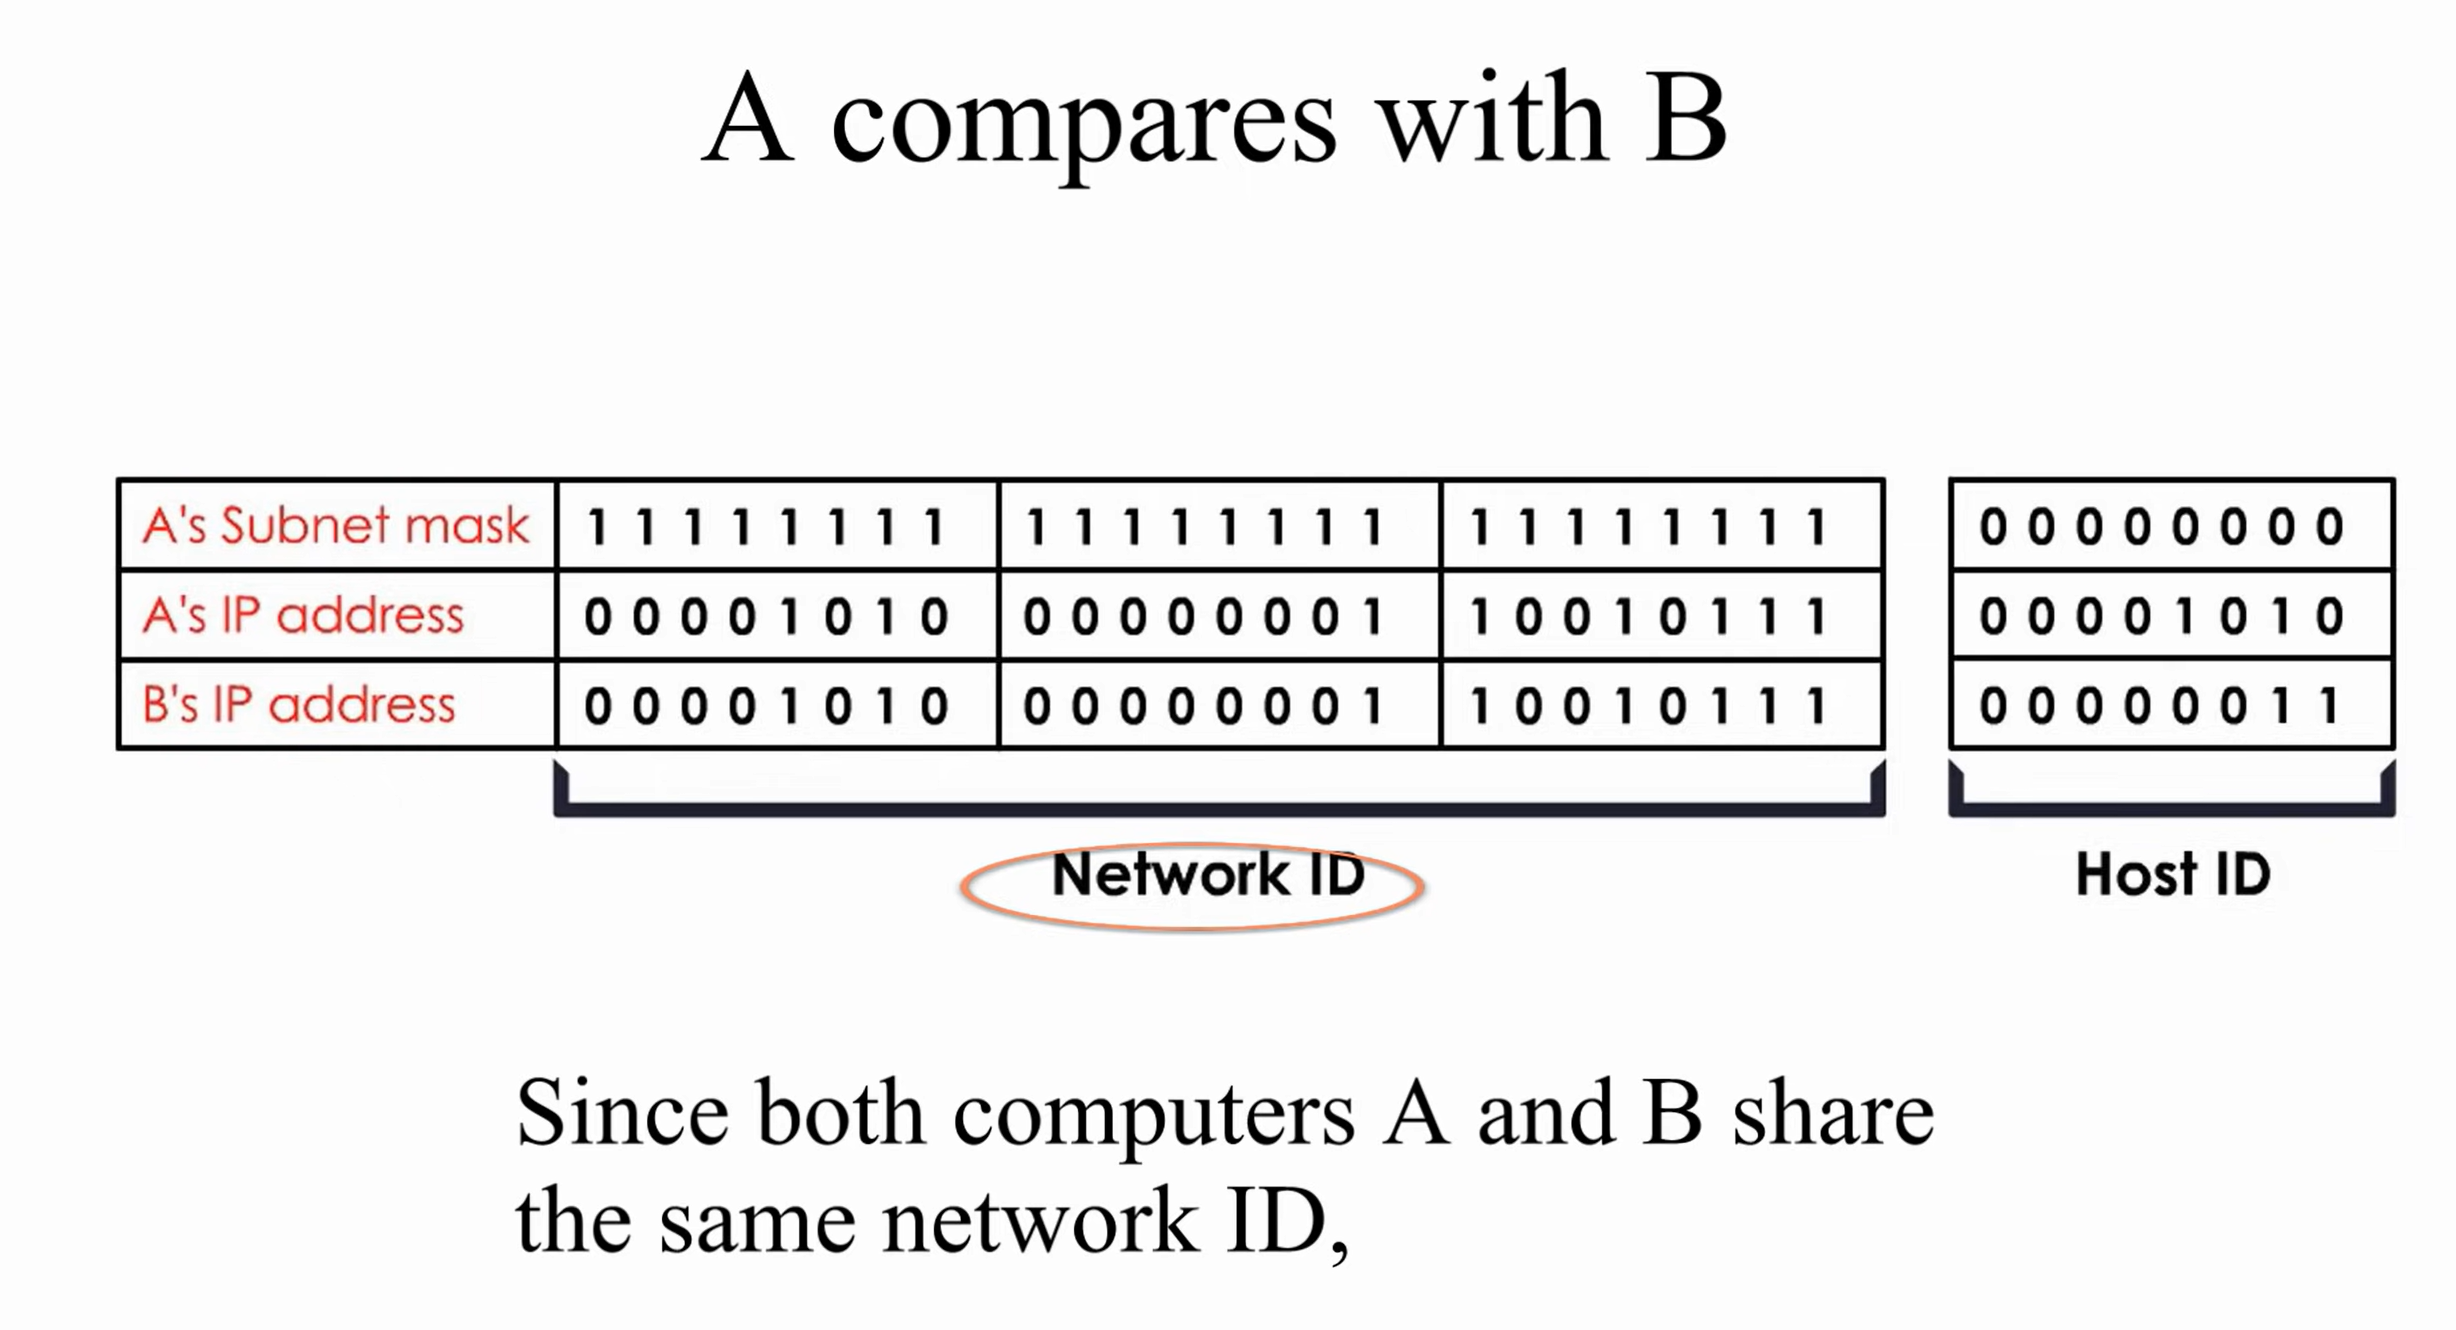 A compares with B
A's Subnet mask 1 1 1 1 1 1 1 1 1 1 1 1 1 1 1 1 1 1 1 1 1 1 1 1 0 0 0 0 0 0 0 0
A's IP address 0 0 0 0 1 0 1 0 0 0 0 0 0 0 0 1 1 0 0 1 0 1 1 1 0 0 0 0 1 0 1 0
B's IP address 0 0 0 0 1 0 1 0 0 0 0 0 0 0 0 1 1 0 0 1 0 1 1 1 0 0 0 0 0 0 1 1
Network ID Host ID
Since both computers A and B share
the same network ID,